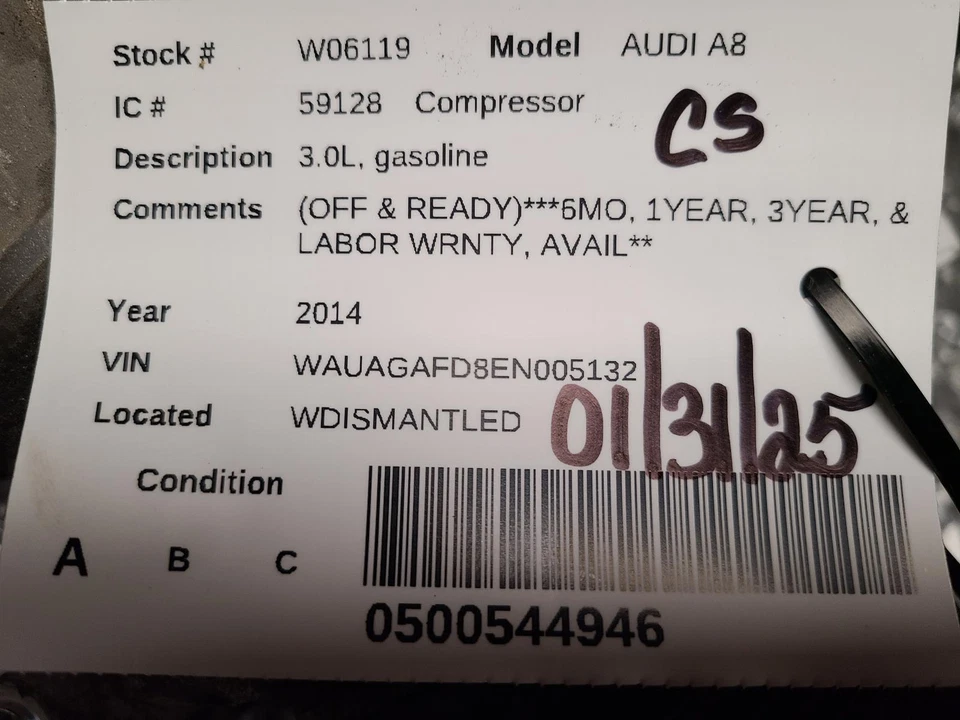 Stock # W06119 Model AUDI A8
IC # 59128 Compressor
CS
Description 3.0L, gasoline
Comments (OFF & READY)***6MO, 1YEAR, 3YEAR, &
LABOR WRNTY, AVAIL**
Year 2014
VIN WAUAGAFD8EN005132
01/31/25
Located WDISMANTLED
Condition
A B C
0500544946